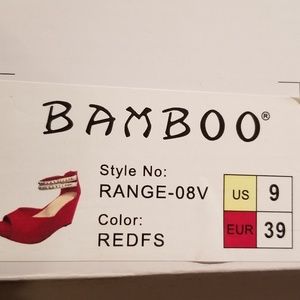 BAMBOO®
Style No:
RANGE-08V
Color:
REDFS
US 9
EUR 39